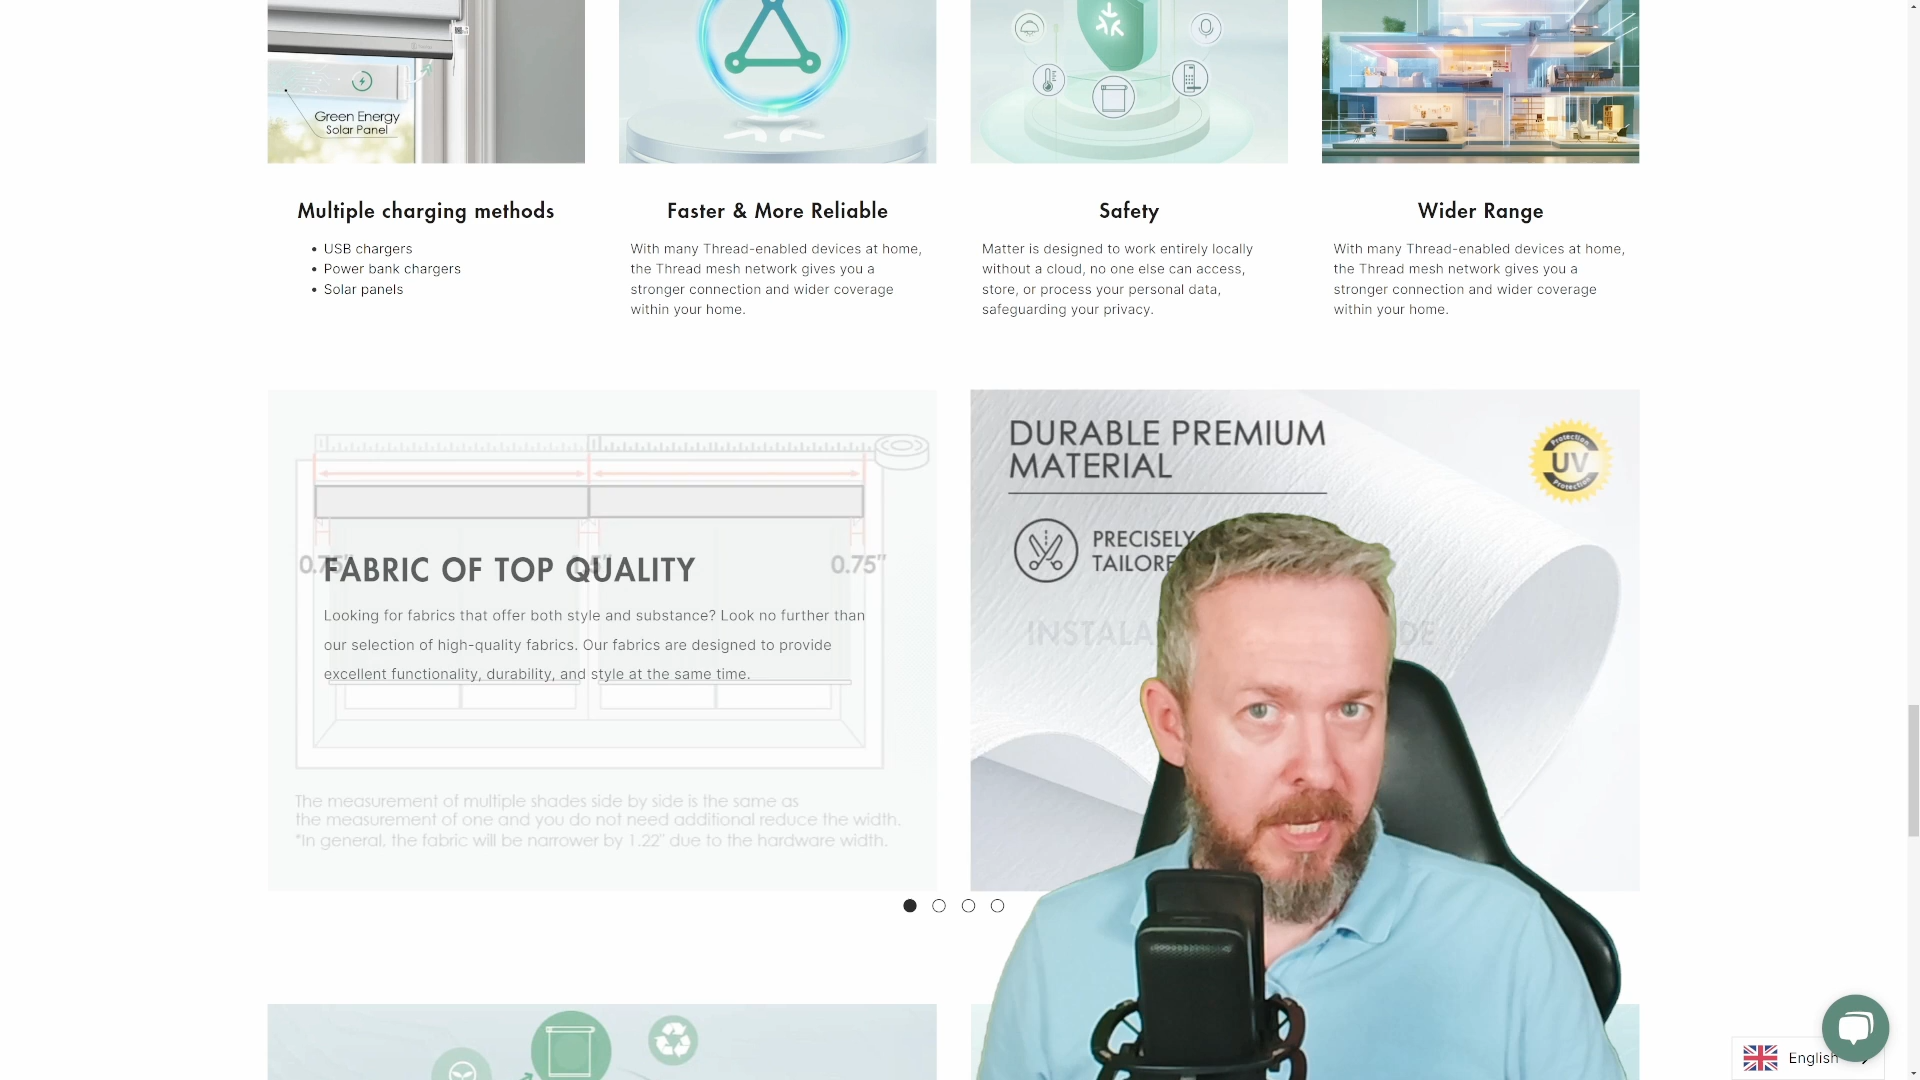 Green Energy
Solar Panel
Multiple charging methods
• USB chargers
• Power bank chargers
• Solar panels
Faster & More Reliable
With many Thread-enabled devices at home,
the Thread mesh network gives you a
stronger connection and wider coverage
within your home.
Safety
Matter is designed to work entirely locally
without a cloud, no one else can access,
store, or process your personal data,
safeguarding your privacy.
Wider Range
With many Thread-enabled devices at home,
the Thread mesh network gives you a
stronger connection and wider coverage
within your home.
0.75" 1.5" 0.75"
FABRIC OF TOP QUALITY
Looking for fabrics that offer both style and substance? Look no further than
our selection of high-quality fabrics. Our fabrics are designed to provide
excellent functionality, durability, and style at the same time.
The measurement of multiple shades side by side is the same as
the measurement of one and you do not need additional reduce the width.
*In general, the fabric will be narrower by 1.22" due to the hardware width.
DURABLE PREMIUM
MATERIAL
Protection
UV
Protection
PRECISELY
English